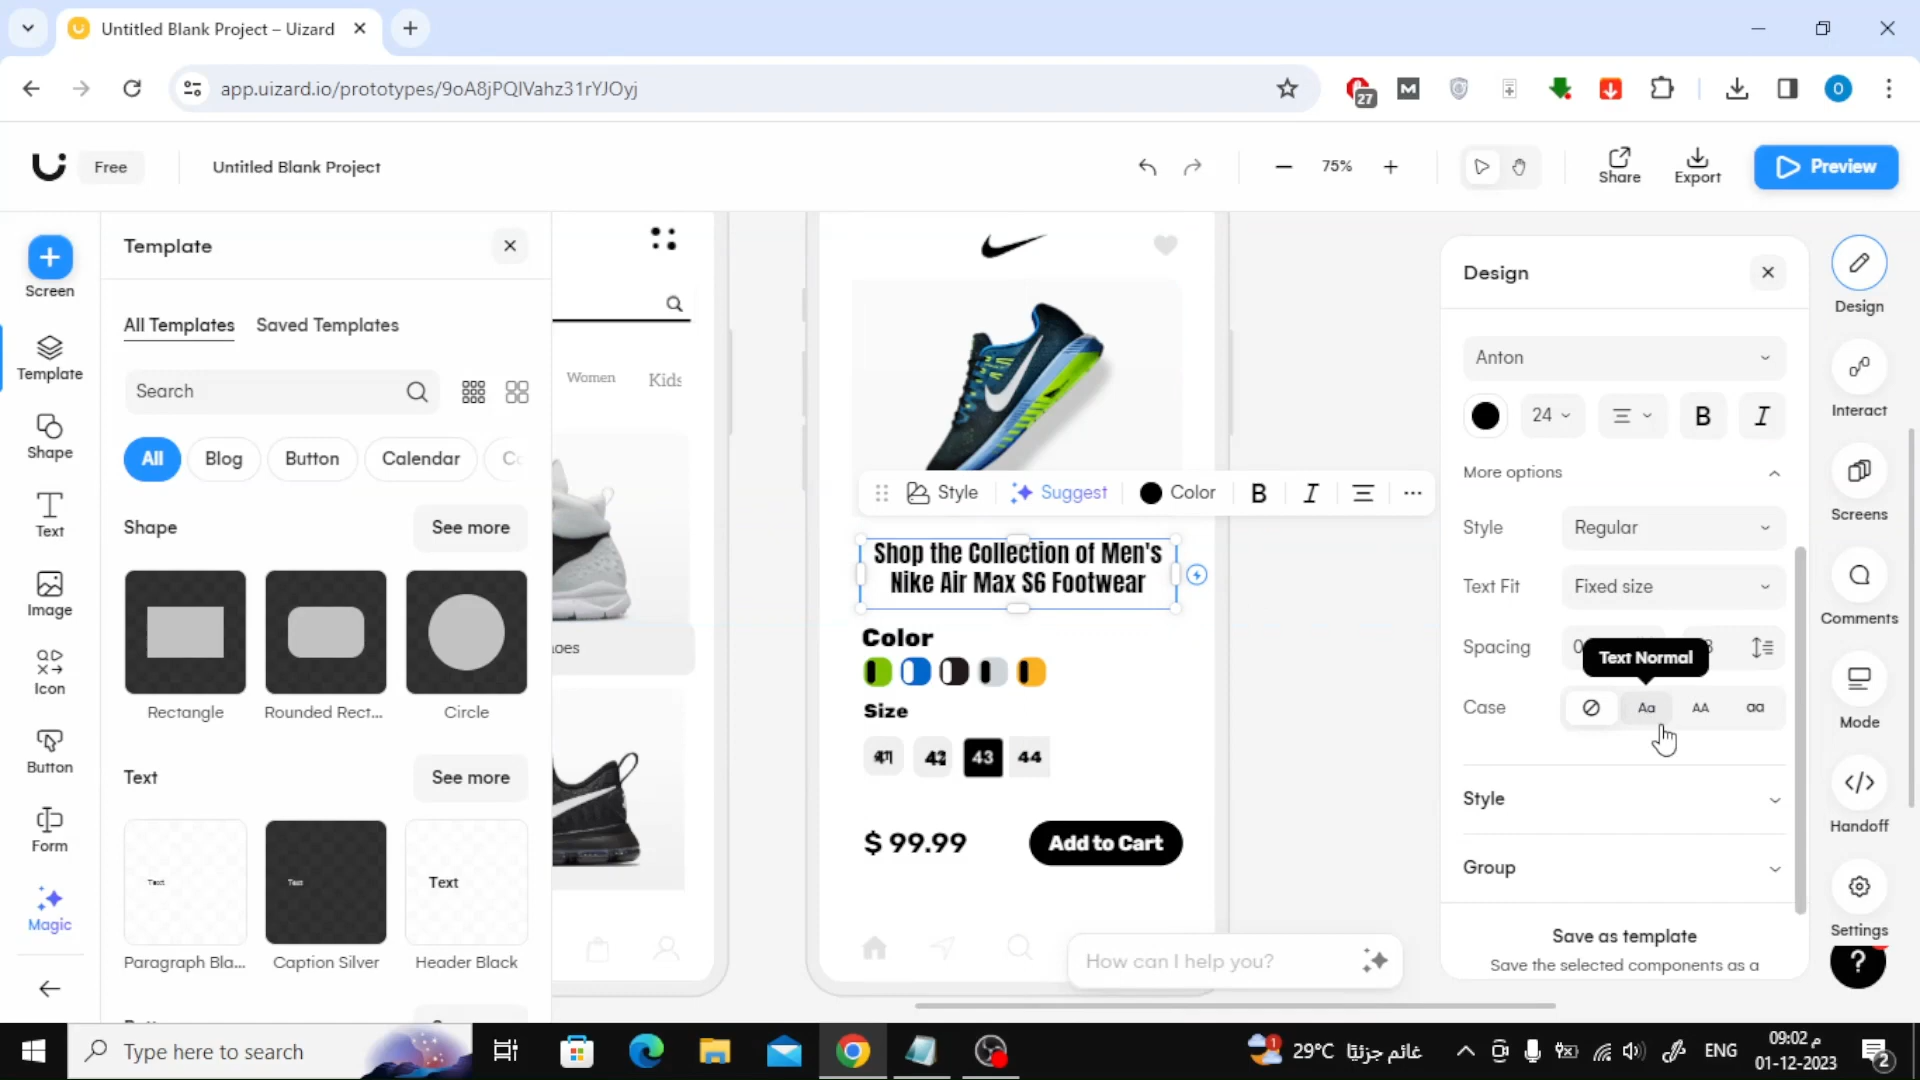 Untitled Blank Project – Uizard
app.uizard.io/prototypes/9oA8jPQlVahz31rYJOyj
27
M
O
Free
Untitled Blank Project
75%
Share
Export
Preview
Screen
Template
Shape
Text
Image
Icon
Button
Form
Magic
Template
All Templates
Saved Templates
Search
All
Blog
Button
Calendar
Shape
See more
Rectangle
Rounded Rect...
Circle
Text
See more
Text
Text
Text
Paragraph Bla...
Caption Silver
Header Black
Women
Kids
Style
Suggest
Color
B
I
Shop the Collection of Men's
Nike Air Max S6 Footwear
Color
Size
41
42
43
44
$ 99.99
Add to Cart
How can I help you?
Design
Anton
24
B
I
More options
Style
Regular
Text Fit
Fixed size
Spacing
Text Normal
Case
Aa
AA
aa
Style
Group
Save as template
Save the selected components as a
Design
Interact
Screens
Comments
Mode
Handoff
Settings
?
Type here to search
1
29°C
غائم جزئيًا
ENG
09:02 م
01-12-2023
2